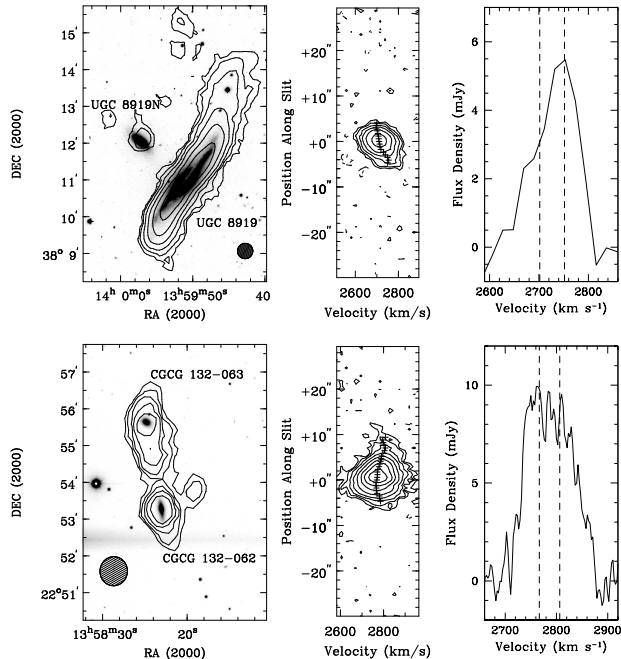 15'
14'
13'
12'
11'
10'
38° 9'
DEC (2000)
UGC 8919N
UGC 8919
14h 0m0s 13h59m50s 40
RA (2000)
+20"
+10"
+0"
-10"
-20"
Position Along Slit
2600 2800
Velocity (km/s)
6
4
2
0
Flux Density (mJy)
2600 2700 2800
Velocity (km s-1)
57'
56'
55'
54'
53'
52'
22°51'
DEC (2000)
CGCG 132-063
CGCG 132-062
13h58m30s 20s
RA (2000)
+20"
+10"
+0"
-10"
-20"
Position Along Slit
2600 2800
Velocity (km/s)
10
5
0
Flux Density (mJy)
2700 2800 2900
Velocity (km s-1)